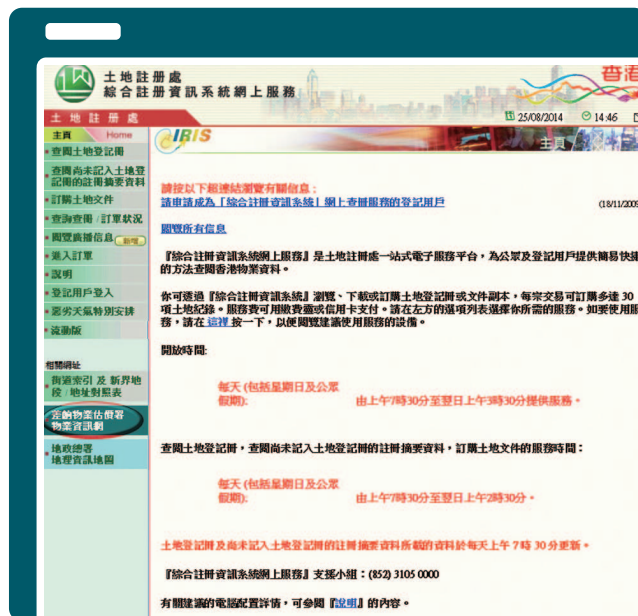 土地註冊處
綜合註冊資訊系統網上服務
香港
土地註冊處
25/08/2014 14:46
主頁 Home
IRIS
主頁
查閱土地登記冊
查閱尚未記入土地登
記冊的註冊摘要資料
訂購土地文件
查詢查冊/訂單狀況
閱覽廣播信息 新增
進入訂單
說明
登記用戶登入
惡劣天氣特別安排
流動版
相關網址
街道索引 及 新界地
段/地址對照表
差餉物業估價署
物業資訊網
地政總署
地理資訊地圖
請按以下超連結瀏覽有關信息：
請申請成為「綜合註冊資訊系統」網上查冊服務的登記用戶 (18/11/2009
閱覽所有信息
『綜合註冊資訊系統網上服務』是土地註冊處一站式電子服務平台，為公眾及登記用戶提供簡易快捷
的方法查閱香港物業資料。
你可透過『綜合註冊資訊系統』瀏覽、下載或訂購土地登記冊或文件副本，每宗交易可訂購多達 30
項土地紀錄。服務費可用繳費靈或信用卡支付。請在左方的選項列表選擇你所需的服務。如要使用服
務，請在 這裡 按一下，以便閱覽建議使用服務的設備。
開放時間:
每天 (包括星期日及公眾
假期): 由上午7時30分至翌日上午3時30分提供服務。
查閱土地登記冊，查閱尚未記入土地登記冊的註冊摘要資料，訂購土地文件的服務時間：
每天 (包括星期日及公眾
假期): 由上午7時30分至翌日上午2時30分。
土地登記冊及尚未記入土地登記冊的註冊摘要資料所載的資料於每天上午 7 時 30 分更新。
『綜合註冊資訊系統網上服務』支援小組：(852) 3105 0000
有關建議的電腦配置詳情，可參閱『說明』的內容。